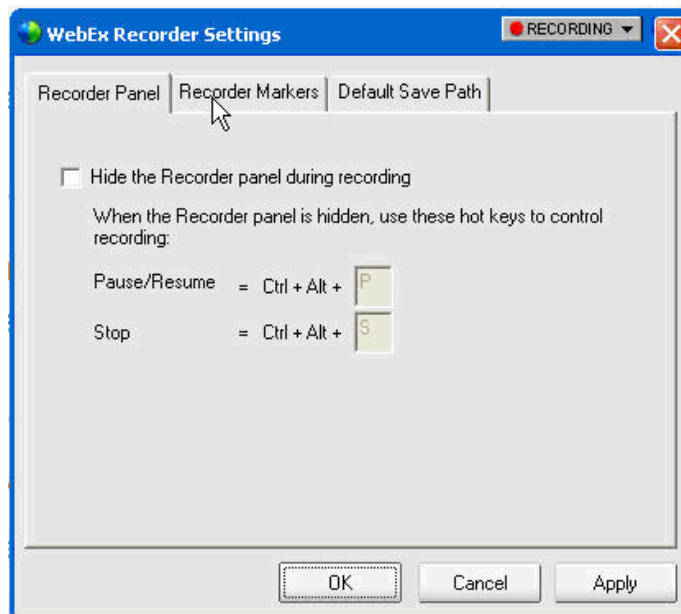 WebEx Recorder Settings
RECORDING
Recorder Panel
Recorder Markers
Default Save Path
Hide the Recorder panel during recording
When the Recorder panel is hidden, use these hot keys to control
recording:
Pause/Resume = Ctrl + Alt + P
Stop = Ctrl + Alt + S
OK
Cancel
Apply